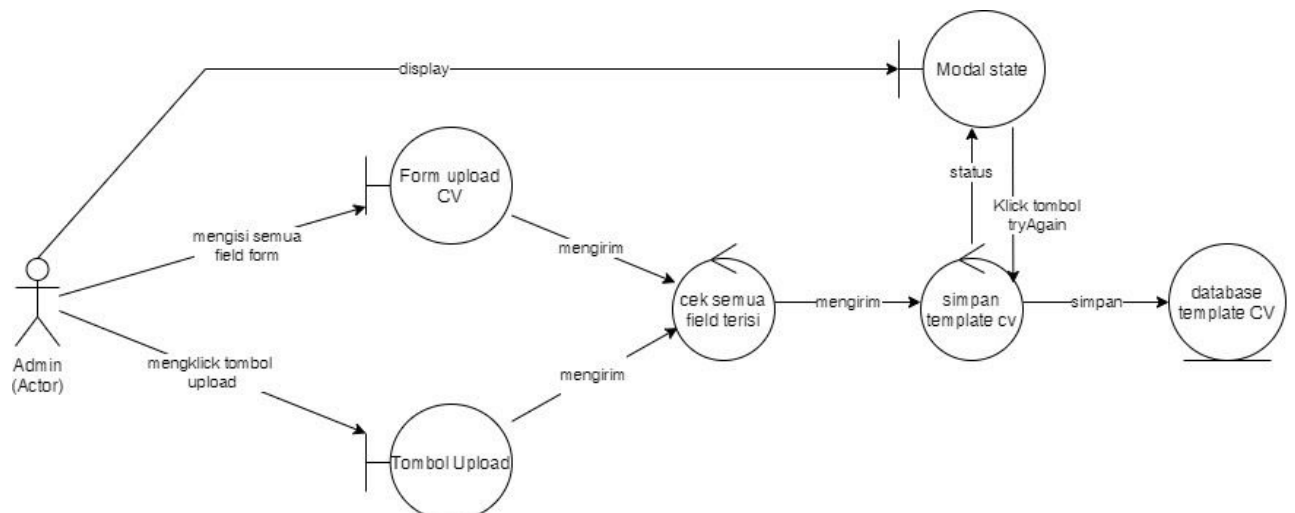 display
Modal state
Form upload
CV
status
Klick tombol
tryAgain
mengisi semua
field form
mengirim
cek semua
field terisi
mengirim
simpan
template cv
simpan
database
template CV
Admin
(Actor)
mengklick tombol
upload
mengirim
Tombol Upload